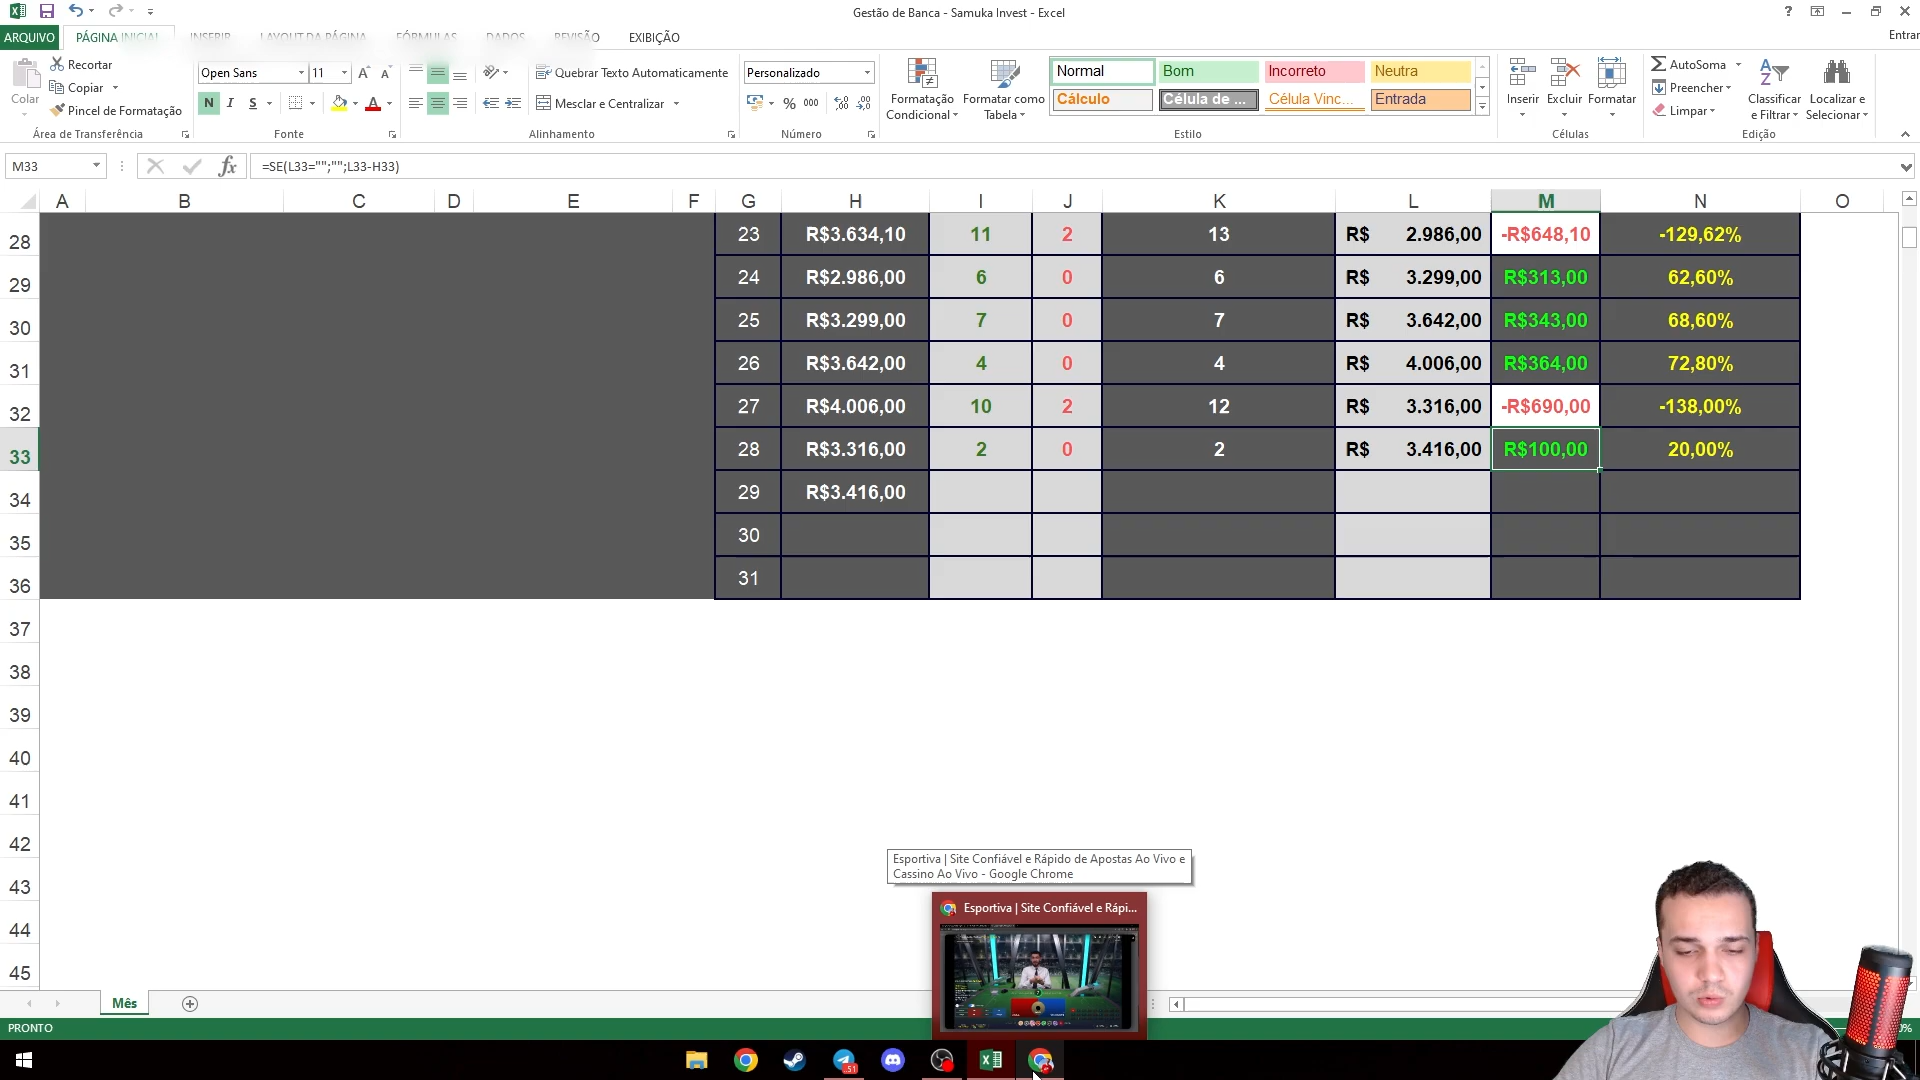 Gestão de Banca - Samuka Invest - Excel
?
Entrar
ARQUIVO PÁGINA INICIAL INSERIR LAYOUT DA PÁGINA FÓRMULAS DADOS REVISÃO EXIBIÇÃO
Colar
Recortar
Copiar
Pincel de Formatação
Área de Transferência
Open Sans 11
N I S
Fonte
Quebrar Texto Automaticamente
Mesclar e Centralizar
Alinhamento
Personalizado
% 000
Número
Formatação
Condicional
Formatar como
Tabela
Normal Bom Incorreto Neutra
Cálculo Célula de ... Célula Vinc... Entrada
Estilo
Inserir Excluir Formatar
Células
AutoSoma
Preencher
Limpar
Classificar
e Filtrar
Localizar e
Selecionar
Edição
M33 fx =SE(L33="";"";L33-H33)
A B C D E F G H I J K L M N O
28 23 R$3.634,10 11 2 13 R$ 2.986,00 -R$648,10 -129,62%
29 24 R$2.986,00 6 0 6 R$ 3.299,00 R$313,00 62,60%
30 25 R$3.299,00 7 0 7 R$ 3.642,00 R$343,00 68,60%
31 26 R$3.642,00 4 0 4 R$ 4.006,00 R$364,00 72,80%
32 27 R$4.006,00 10 2 12 R$ 3.316,00 -R$690,00 -138,00%
33 28 R$3.316,00 2 0 2 R$ 3.416,00 R$100,00 20,00%
34 29 R$3.416,00
35 30
36 31
37
38
39
40
41
42
43
44
45
Esportiva | Site Confiável e Rápido de Apostas Ao Vivo e
Cassino Ao Vivo - Google Chrome
Esportiva | Site Confiável e Rápi...
Mês
PRONTO
51